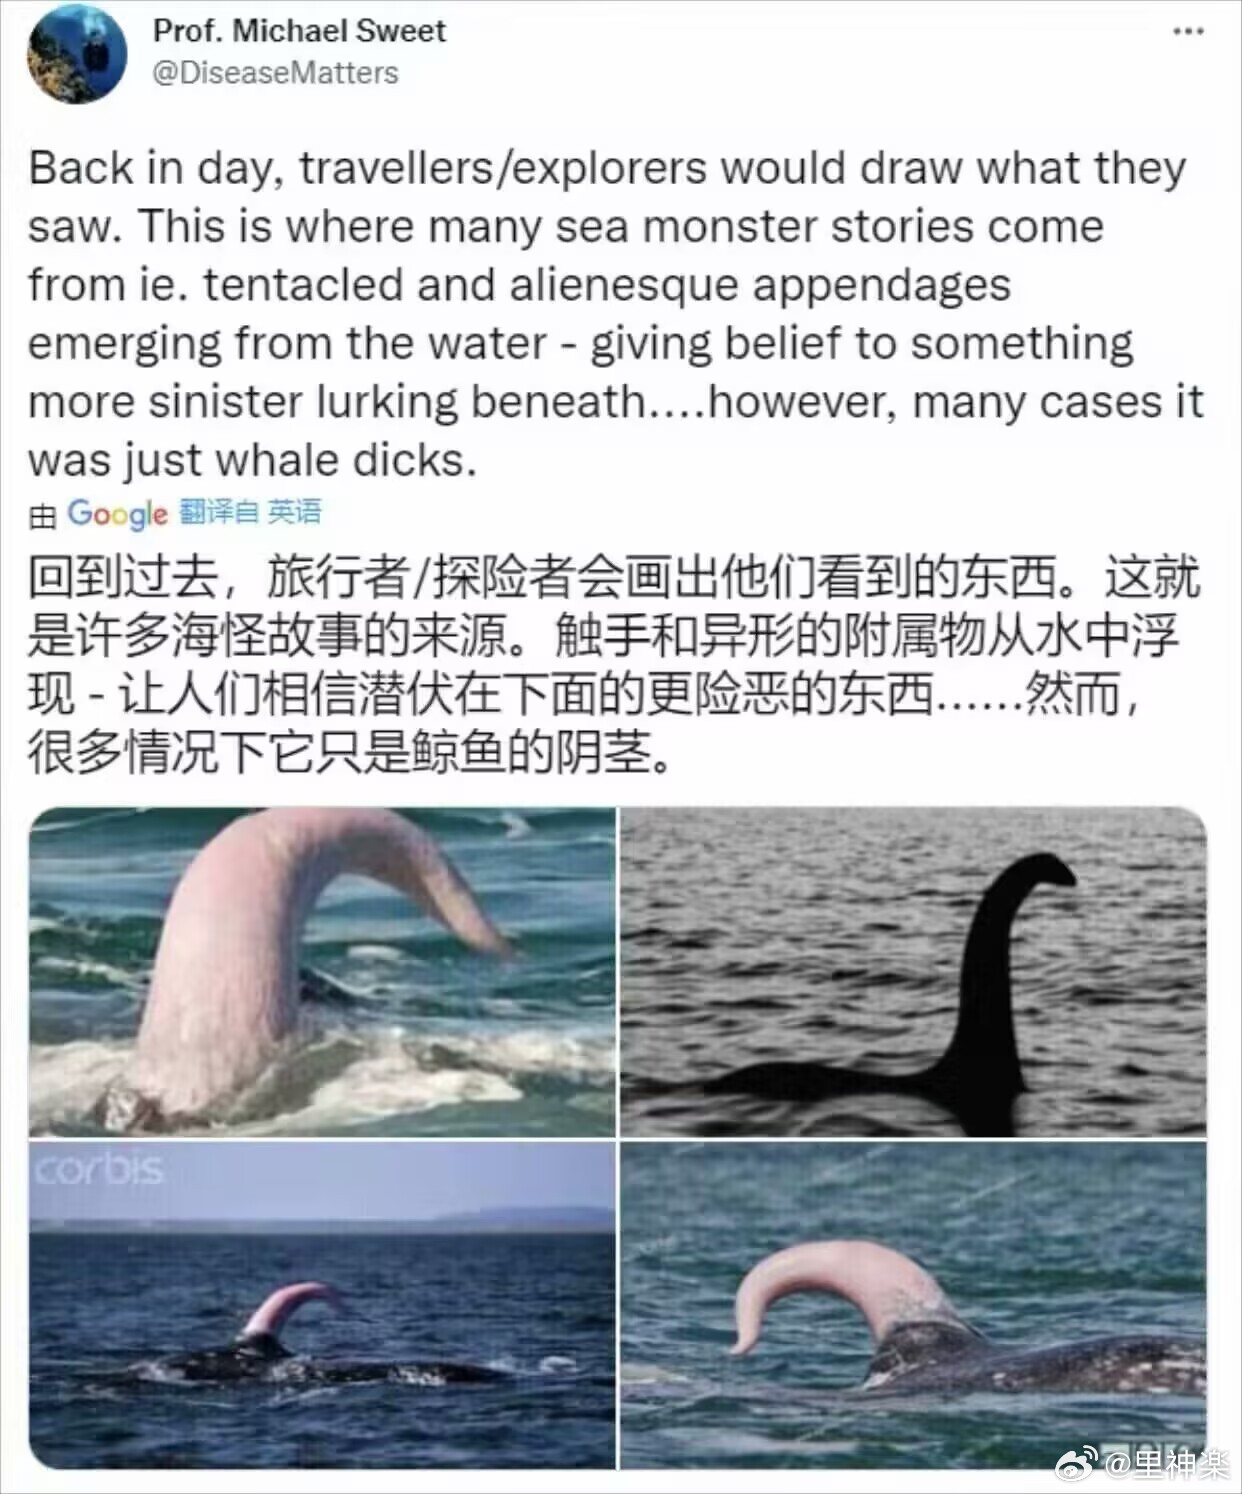 Prof. Michael Sweet
@DiseaseMatters
Back in day, travellers/explorers would draw what they
saw. This is where many sea monster stories come
from ie. tentacled and alienesque appendages
emerging from the water - giving belief to something
more sinister lurking beneath....however, many cases it
was just whale dicks.
由 Google 翻译自 英语
回到过去，旅行者/探险者会画出他们看到的东西。这就
是许多海怪故事的来源。触手和异形的附属物从水中浮
现 - 让人们相信潜伏在下面的更险恶的东西......然而，
很多情况下它只是鲸鱼的阴茎。
corbis
@里神楽